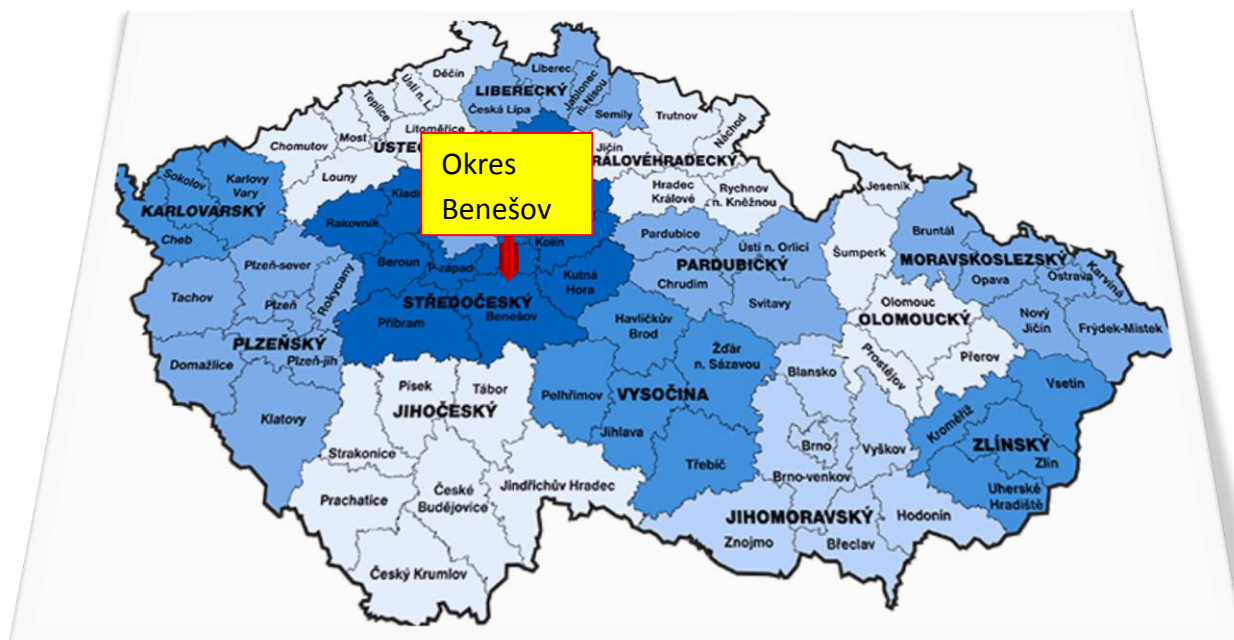 Okres
Benešov
Děčín
Ústí n. L.
Teplice
Most
Chomutov
Litoměřice
Louny
Liberec
LIBERECKÝ
Jablonec
n. Nisou
Česká Lípa
Semily
Trutnov
Náchod
Jičín
KRÁLOVÉHRADECKÝ
Hradec
Králové
Rychnov
n. Kněžnou
Sokolov
Karlovy
Vary
KARLOVARSKÝ
Cheb
Rakovník
Kolín
Beroun
P-západ
Kutná
Hora
STŘEDOČESKÝ
Benešov
Příbram
Plzeň-sever
Rokycany
Tachov
Plzeň
PLZEŇSKÝ
Plzeň-jih
Domažlice
Klatovy
Písek
Tábor
JIHOČESKÝ
Strakonice
Prachatice
České
Budějovice
Jindřichův Hradec
Český Krumlov
Pardubice
Ústí n. Orlicí
PARDUBICKÝ
Chrudim
Svitavy
Havlíčkův
Brod
Žďár
n. Sázavou
Pelhřimov
VYSOČINA
Jihlava
Třebíč
Jeseník
Šumperk
Olomouc
OLOMOUCKÝ
Prostějov
Přerov
Bruntál
MORAVSKOSLEZSKÝ
Opava
Ostrava
Karviná
Nový
Jičín
Frýdek-Místek
Blansko
Brno
Brno-venkov
Vyškov
JIHOMORAVSKÝ
Hodonín
Znojmo
Břeclav
Vsetín
Kroměříž
ZLÍNSKÝ
Zlín
Uherské
Hradiště